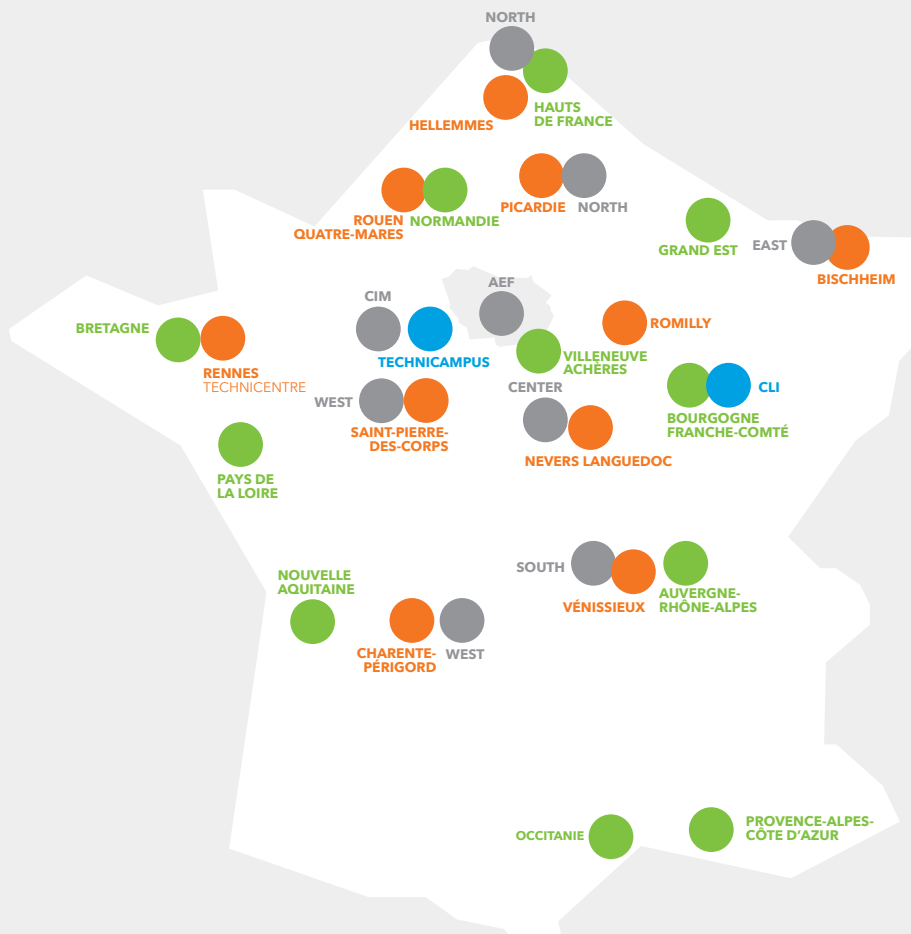 NORTH
HAUTS
DE FRANCE
HELLEMMES
PICARDIE
NORTH
ROUEN
QUATRE-MARES
NORMANDIE
GRAND EST
EAST
BISCHHEIM
AEF
CIM
TECHNICAMPUS
ROMILLY
BRETAGNE
RENNES
TECHNICENTRE
VILLENEUVE
ACHÈRES
CENTER
CLI
WEST
SAINT-PIERRE-
DES-CORPS
BOURGOGNE
FRANCHE-COMTÉ
NEVERS LANGUEDOC
PAYS DE
LA LOIRE
SOUTH
NOUVELLE
AQUITAINE
VÉNISSIEUX
AUVERGNE-
RHÔNE-ALPES
CHARENTE-
PÉRIGORD
WEST
OCCITANIE
PROVENCE-ALPES-
CÔTE D'AZUR